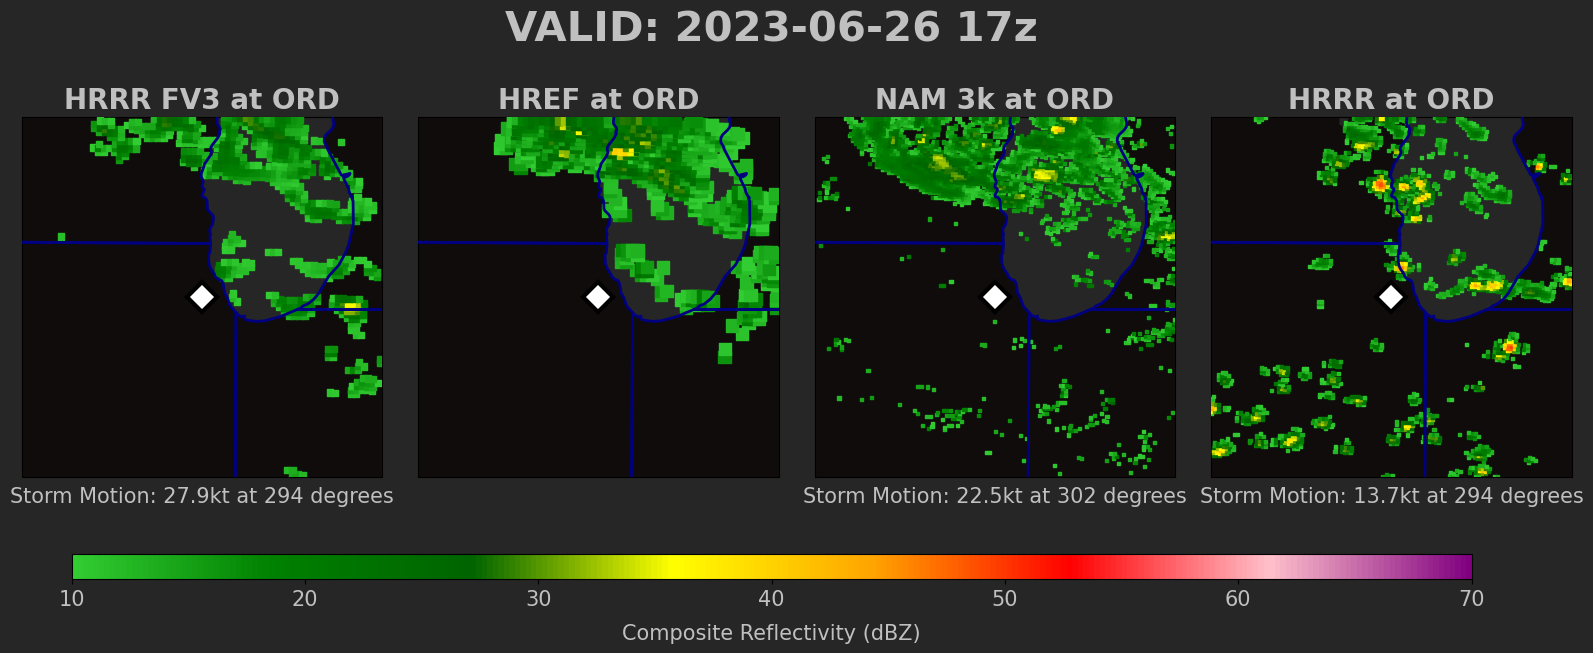 VALID: 2023-06-26 17z
HRRR FV3 at ORD
HREF at ORD
NAM 3k at ORD
HRRR at ORD
Storm Motion: 27.9kt at 294 degrees
Storm Motion: 22.5kt at 302 degrees
Storm Motion: 13.7kt at 294 degrees
10 20 30 40 50 60 70
Composite Reflectivity (dBZ)